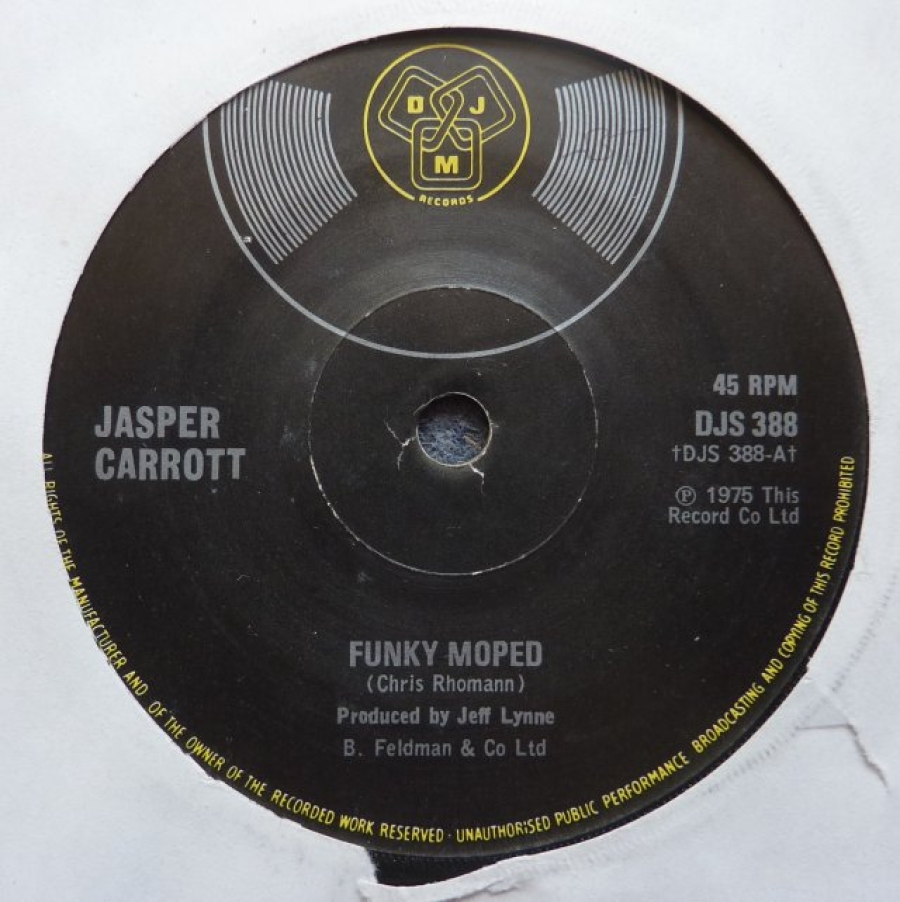 D J
M
RECORDS
45 RPM
JASPER
CARROTT
DJS 388
†DJS 388-A†
℗ 1975 This
Record Co Ltd
FUNKY MOPED
(Chris Rhomann)
Produced by Jeff Lynne
B. Feldman & Co Ltd
ALL RIGHTS OF THE MANUFACTURER AND OF THE OWNER OF THE RECORDED WORK RESERVED · UNAUTHORISED PUBLIC PERFORMANCE BROADCASTING AND COPYING OF THIS RECORD PROHIBITED